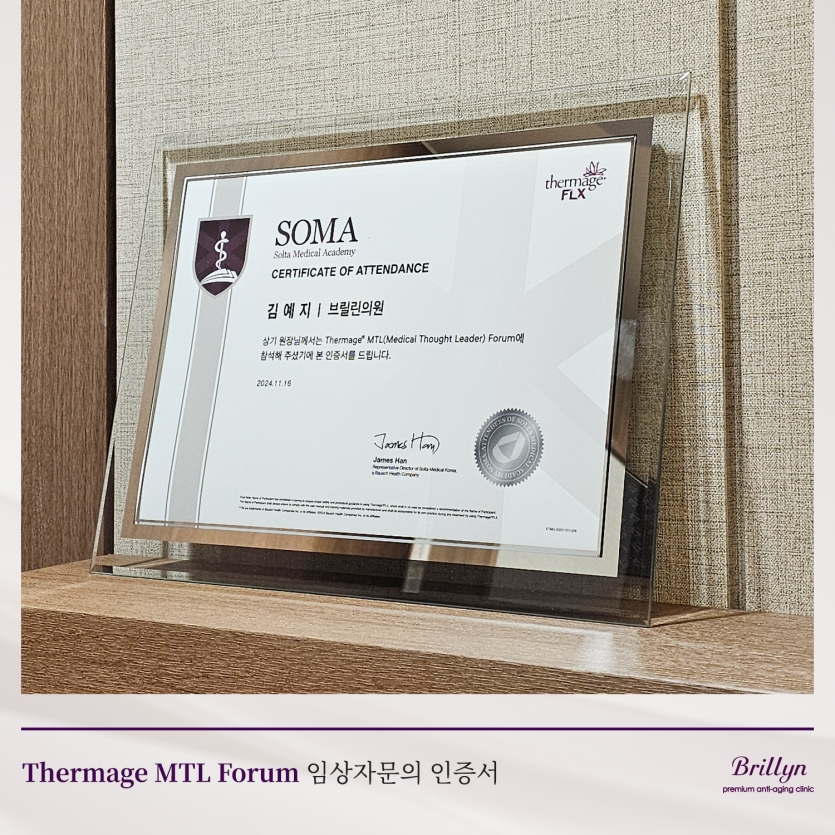 thermage
FLX
SOMA
Solta Medical Academy
CERTIFICATE OF ATTENDANCE
김 예 지 | 브릴린의원
상기 원장님께서는 Thermage® MTL(Medical Thought Leader) Forum에
참석해 주셨기에 본 인증서를 드립니다.
2024.11.16
James Han
James Han
Representative Director of Solta Medical Korea,
a Bausch Health Company
Thermage MTL Forum 임상자문의 인증서
Brillyn
premium anti-aging clinic